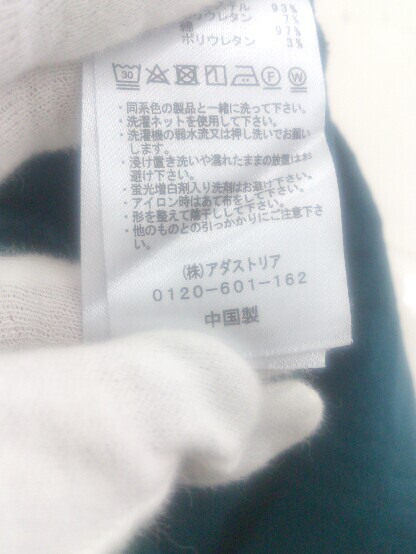 93%
ウレタン 7%
綿 97%
ポリウレタン 3%
30
F W
・同系色の製品と一緒に洗って下さい。
・洗濯ネットを使用して下さい。
・洗濯機の弱水流又は押し洗いでお願い
します。
・浸け置き洗いや濡れたままの放置はお
避け下さい。
・蛍光増白剤入り洗剤はお避け下さい。
・アイロン時はあて布をして下さい。
・形を整えて陰干しして下さい。
・他のものとの引っかかりにご注意下さ
い。
(株)アダストリア
0120-601-162
中国製